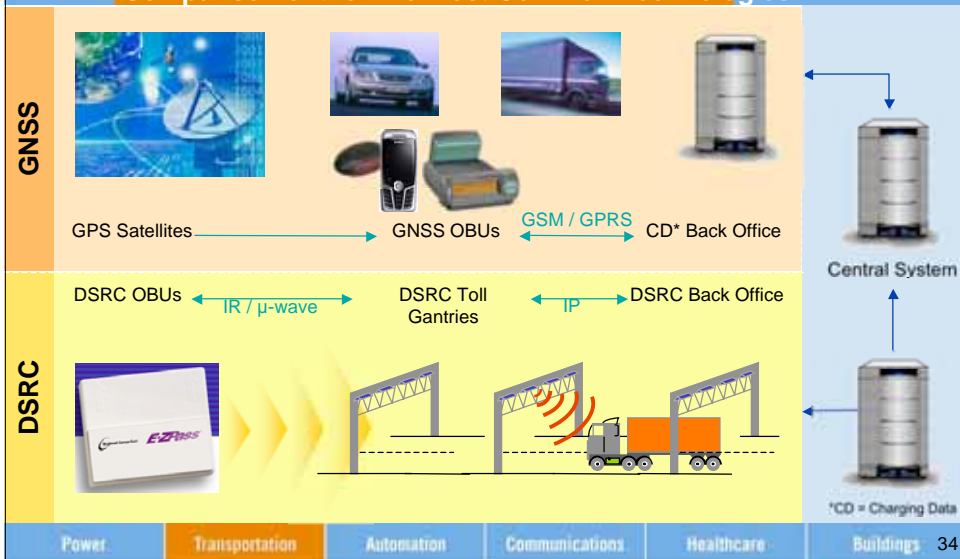 GNSS
GPS Satellites
GNSS OBUs
GSM / GPRS
CD* Back Office
Central System
DSRC
DSRC OBUs
IR / µ-wave
DSRC Toll
Gantries
IP
DSRC Back Office
E-ZPass
*CD = Charging Data
Power
Transportation
Automation
Communications
Healthcare
Buildings
34